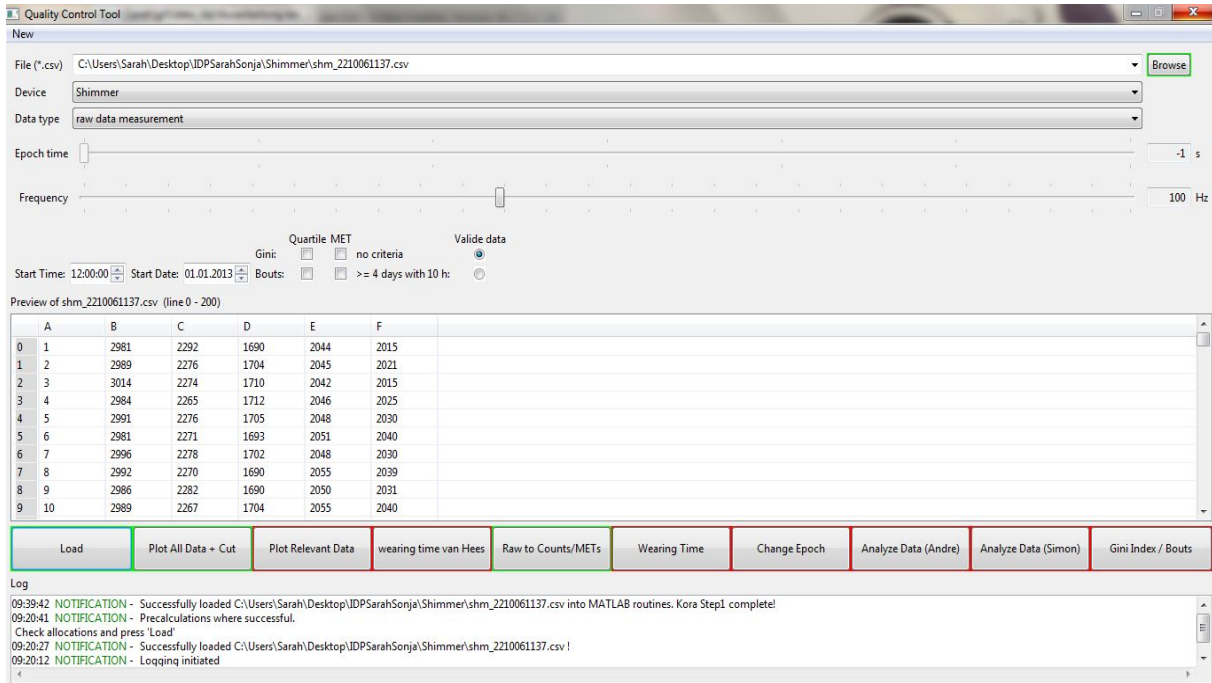 Quality Control Tool
New
File (*.csv) C:\Users\Sarah\Desktop\IDPSarahSonja\Shimmer\shm_2210061137.csv Browse
Device Shimmer
Data type raw data measurement
Epoch time -1 s
Frequency 100 Hz
Quartile MET Valide data
Gini: no criteria
Start Time: 12:00:00 Start Date: 01.01.2013 Bouts: >= 4 days with 10 h:
Preview of shm_2210061137.csv (line 0 - 200)
A B C D E F
0 1 2981 2292 1690 2044 2015
1 2 2989 2276 1704 2045 2021
2 3 3014 2274 1710 2042 2015
3 4 2984 2265 1712 2046 2025
4 5 2991 2276 1705 2048 2030
5 6 2981 2271 1693 2051 2040
6 7 2996 2278 1702 2048 2030
7 8 2992 2270 1690 2055 2039
8 9 2986 2282 1690 2050 2031
9 10 2989 2267 1704 2055 2040
Load Plot All Data + Cut Plot Relevant Data wearing time van Hees Raw to Counts/METs Wearing Time Change Epoch Analyze Data (Andre) Analyze Data (Simon) Gini Index / Bouts
Log
09:39:42 NOTIFICATION - Successfully loaded C:\Users\Sarah\Desktop\IDPSarahSonja\Shimmer\shm_2210061137.csv into MATLAB routines. Kora Step1 complete!
09:20:41 NOTIFICATION - Precalculations where successful.
Check allocations and press 'Load'
09:20:27 NOTIFICATION - Successfully loaded C:\Users\Sarah\Desktop\IDPSarahSonja\Shimmer\shm_2210061137.csv !
09:20:12 NOTIFICATION - Logging initiated